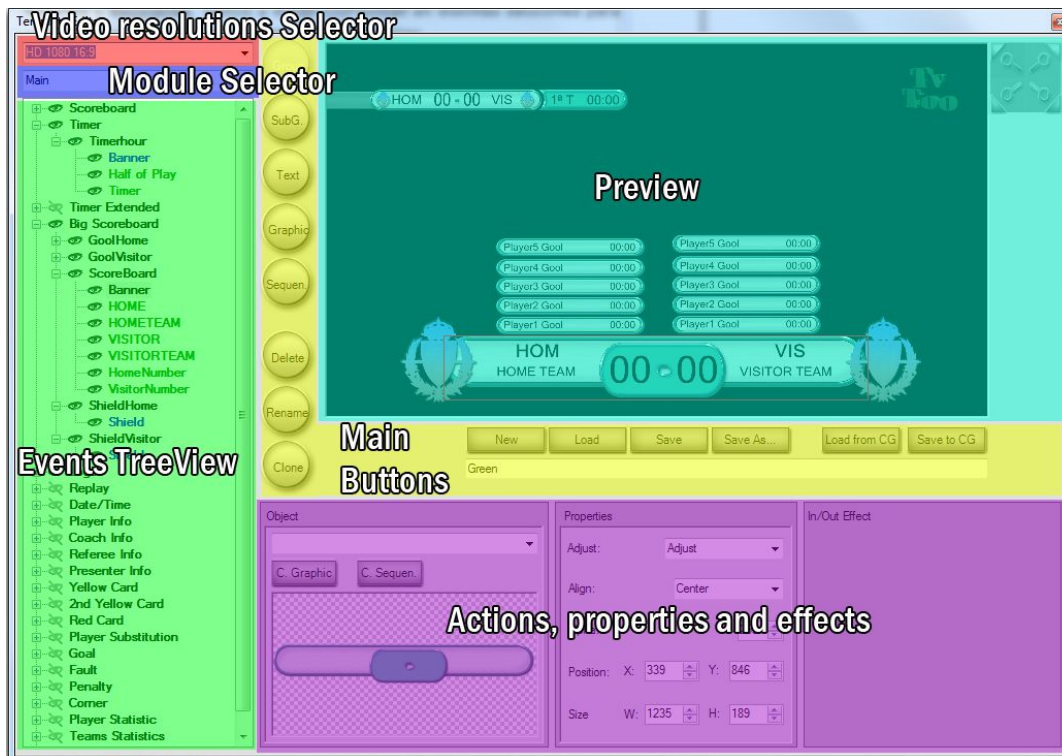 Video resolutions Selector
HD 1080 16:9
Module Selector
Main
Scoreboard
Timer
Timerhour
Banner
Half of Play
Timer
Timer Extended
Big Scoreboard
GoolHome
GoolVisitor
ScoreBoard
Banner
HOME
HOMETEAM
VISITOR
VISITORTEAM
HomeNumber
VisitorNumber
ShieldHome
Shield
ShieldVisitor
Events TreeView
Replay
Date/Time
Player Info
Coach Info
Referee Info
Presenter Info
Yellow Card
2nd Yellow Card
Red Card
Player Substitution
Goal
Fault
Penalty
Corner
Player Statistic
Teams Statistics
SubG.
Text
Graphic
Sequen.
Delete
Rename
Clone
HOM 00 - 00 VIS 1ª T 00:00
Tv Too
Preview
Player5 Gool 00:00 Player5 Gool 00:00
Player4 Gool 00:00 Player4 Gool 00:00
Player3 Gool 00:00 Player3 Gool 00:00
Player2 Gool 00:00 Player2 Gool 00:00
Player1 Gool 00:00 Player1 Gool 00:00
HOM 00 - 00 VIS
HOME TEAM VISITOR TEAM
Main Buttons
New Load Save Save As... Load from CG Save to CG
Green
Object
C. Graphic C. Sequen.
Properties
Adjust: Adjust
Align: Center
Actions, properties and effects
Position: X: 339 Y: 846
Size W: 1235 H: 189
In/Out Effect